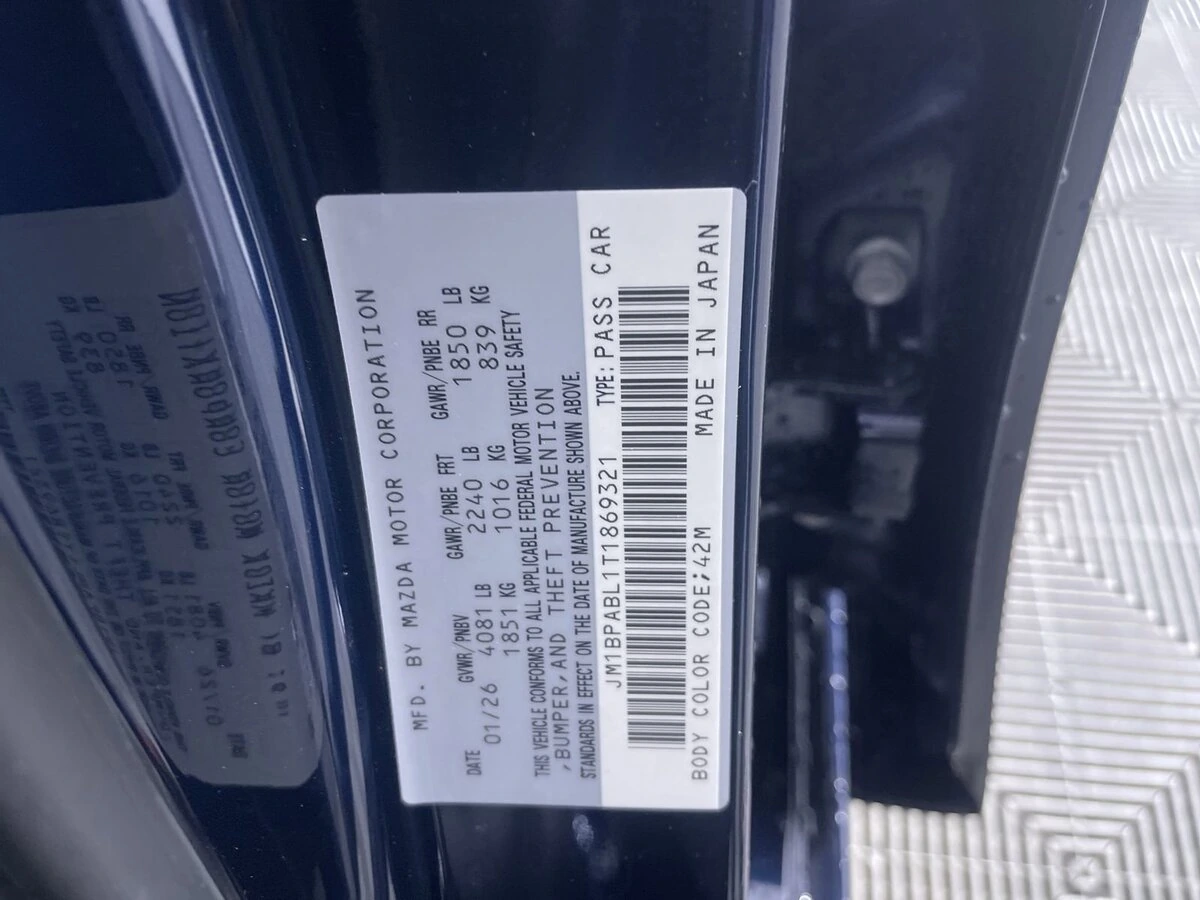 MFD. BY MAZDA MOTOR CORPORATION
DATE GVWR/PNBV GAWR/PNBE FRT GAWR/PNBE RR
01/26 4081 LB 2240 LB 1850 LB
1851 KG 1016 KG 839 KG
THIS VEHICLE CONFORMS TO ALL APPLICABLE FEDERAL MOTOR VEHICLE SAFETY
,BUMPER,AND THEFT PREVENTION
STANDARDS IN EFFECT ON THE DATE OF MANUFACTURE SHOWN ABOVE.
JM1BPABL1T1869321 TYPE:PASS CAR
BODY COLOR CODE;42M MADE IN JAPAN